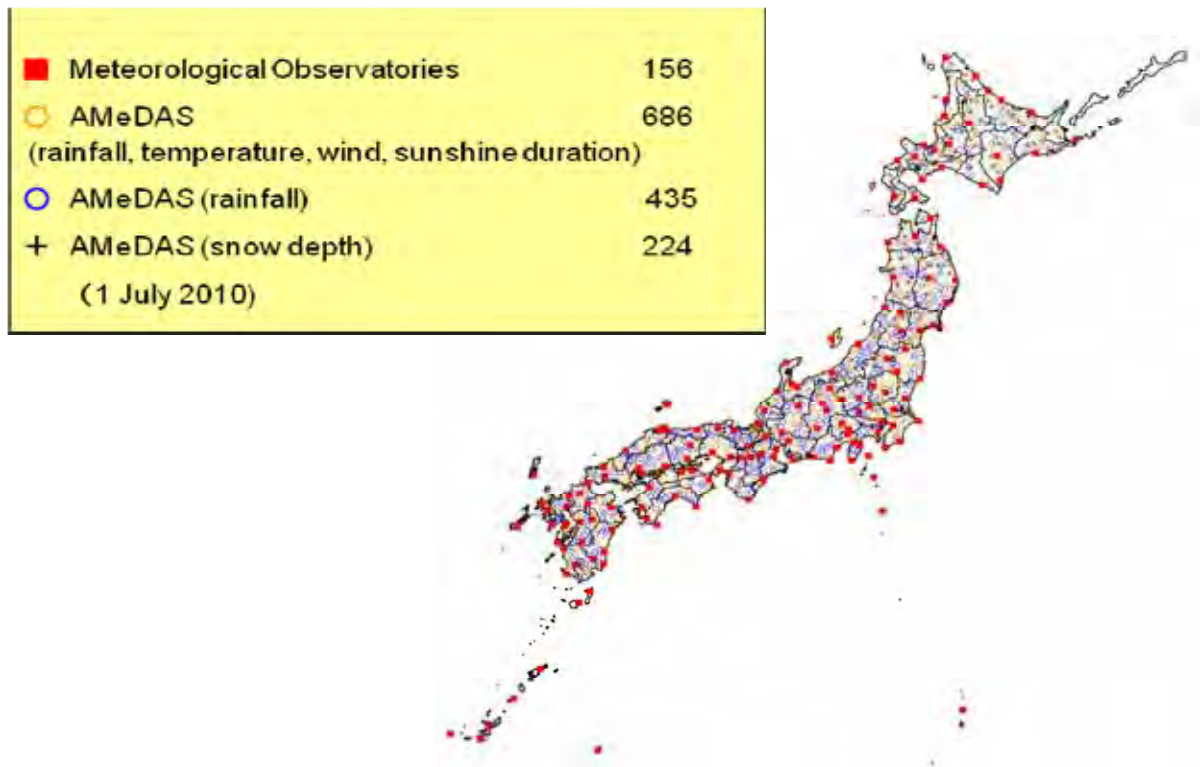 Meteorological Observatories 156
AMeDAS 686
(rainfall, temperature, wind, sunshine duration)
AMeDAS (rainfall) 435
AMeDAS (snow depth) 224
(1 July 2010)